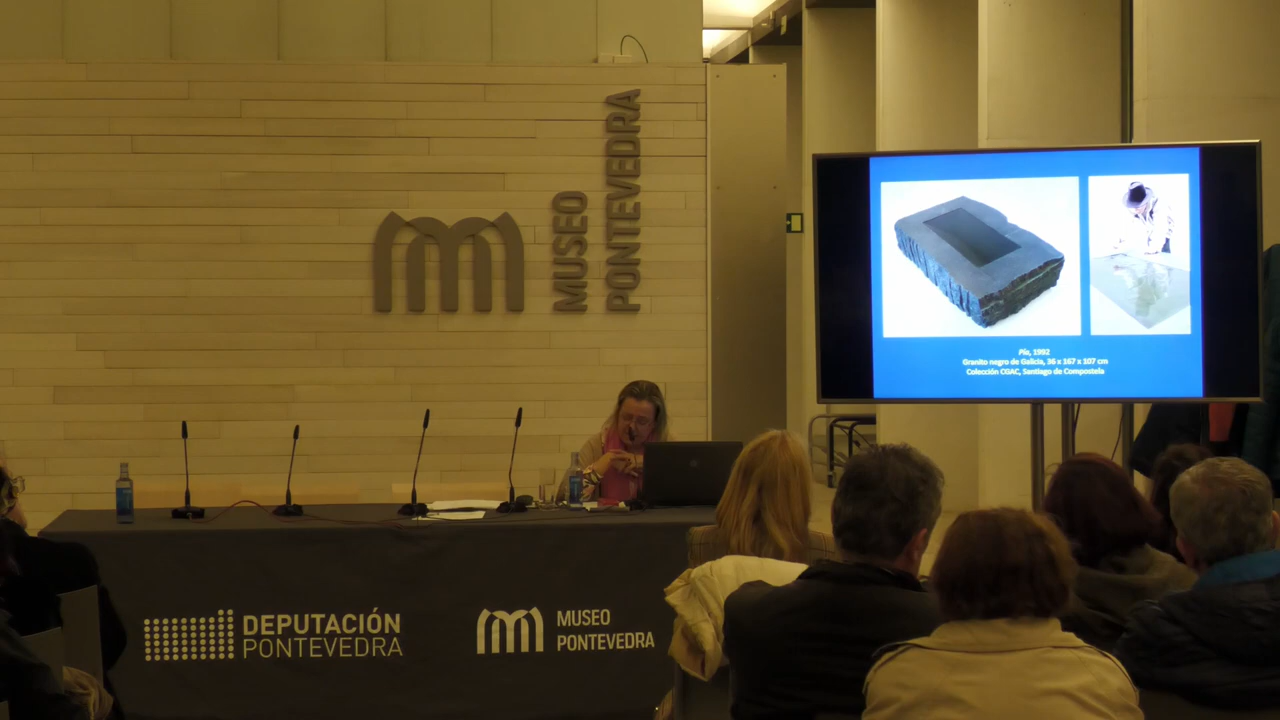 MUSEO
PONTEVEDRA
Pía, 1992
Granito negro de Galicia, 36 x 167 x 107 cm
Colección CGAC, Santiago de Compostela
DEPUTACIÓN
PONTEVEDRA
MUSEO
PONTEVEDRA